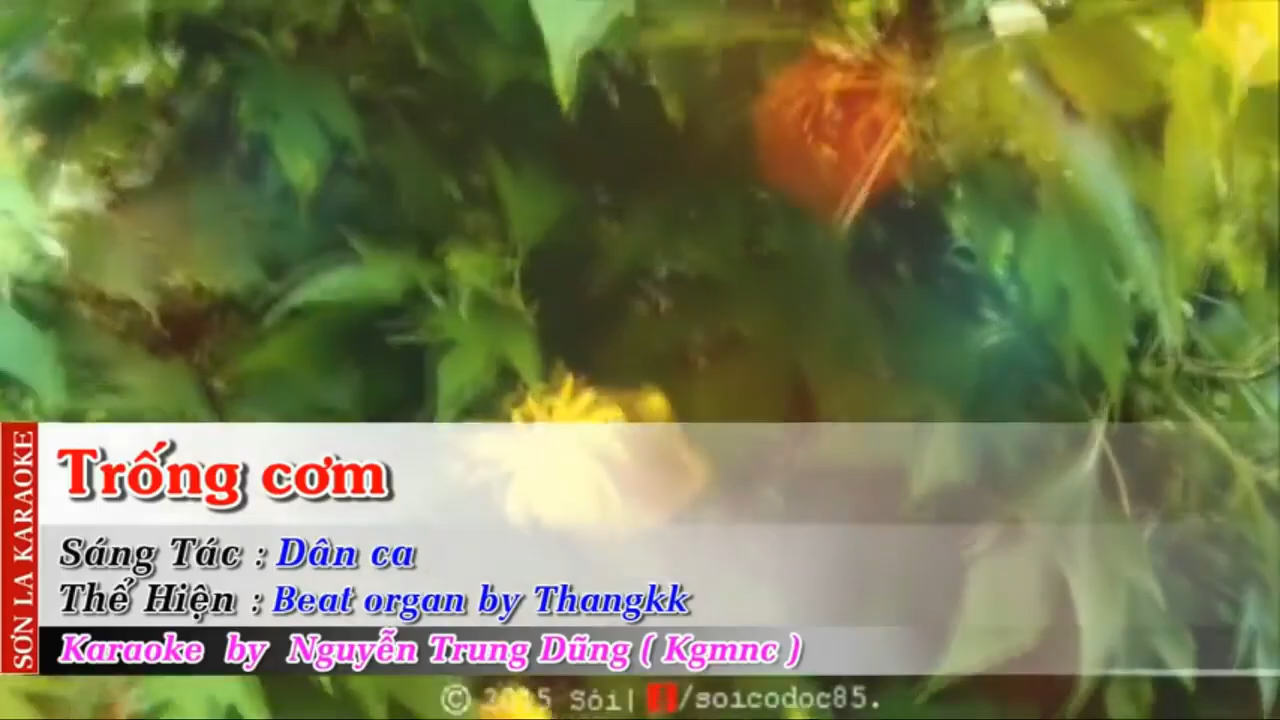 SƠN LA KARAOKE
Trống cơm
Sáng Tác : Dân ca
Thể Hiện : Beat organ by Thangkk
Karaoke by Nguyễn Trung Dũng ( Kgmnc )
© 2015 Sói| f/soicodoc85.